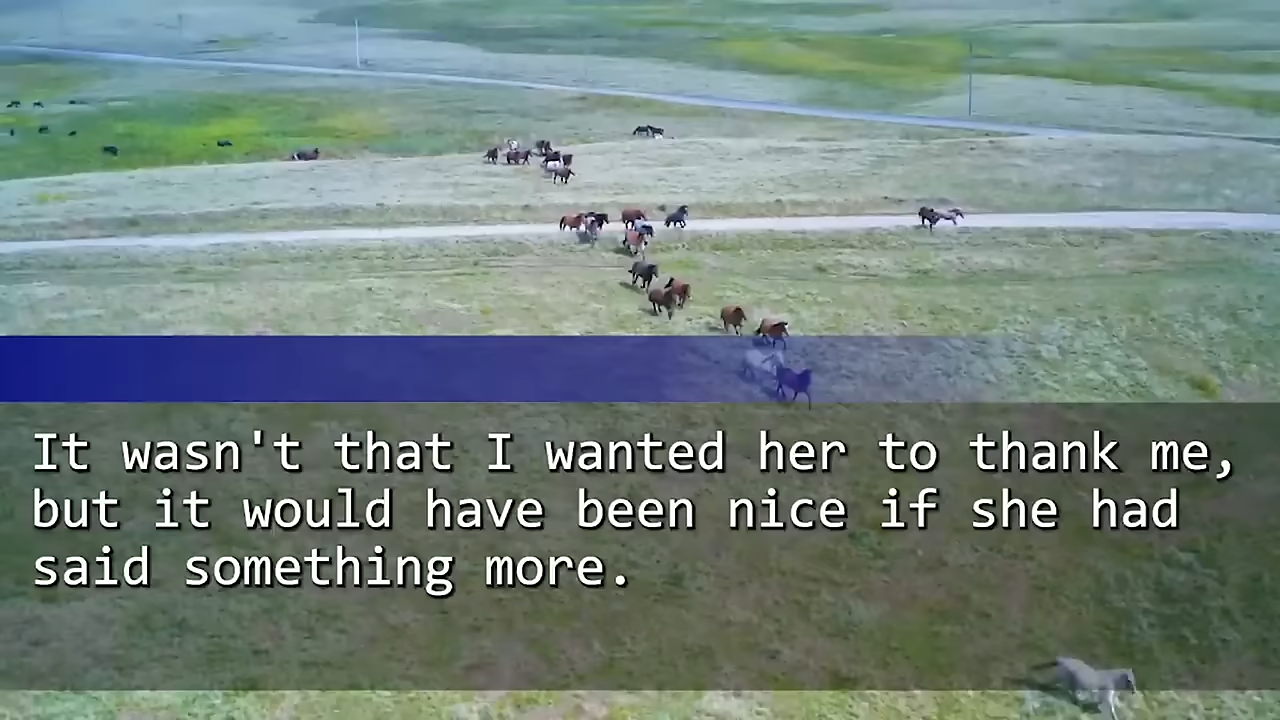 It wasn't that I wanted her to thank me,
but it would have been nice if she had
said something more.